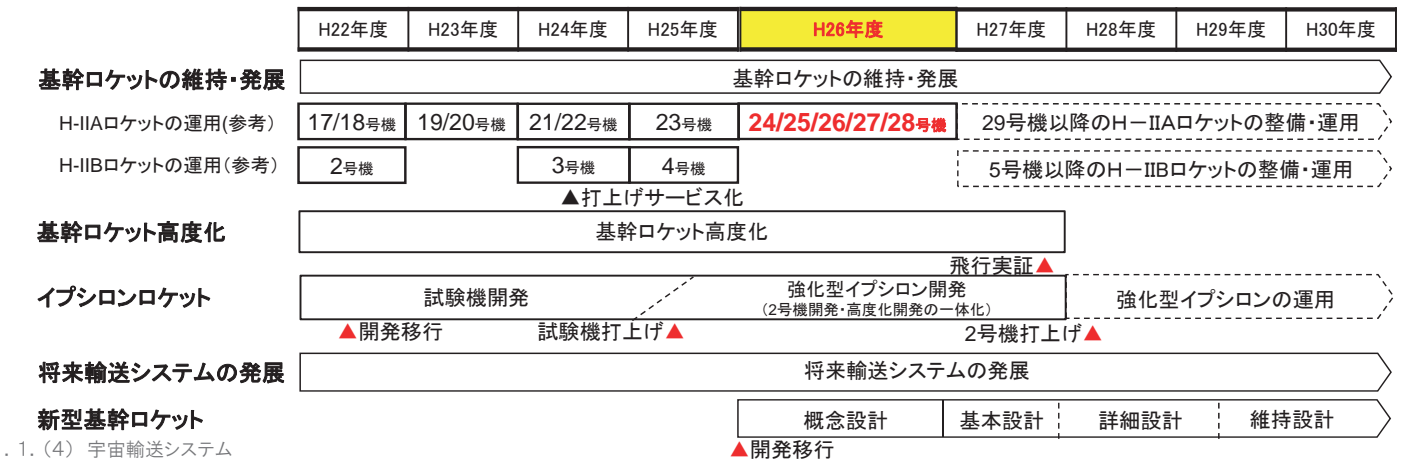 H22年度 H23年度 H24年度 H25年度 H26年度 H27年度 H28年度 H29年度 H30年度
基幹ロケットの維持・発展 基幹ロケットの維持・発展
H-IIAロケットの運用(参考) 17/18号機 19/20号機 21/22号機 23号機 24/25/26/27/28号機 29号機以降のH－IIAロケットの整備・運用
H-IIBロケットの運用(参考) 2号機 3号機 4号機 5号機以降のH－IIBロケットの整備・運用
▲打上げサービス化
基幹ロケット高度化 基幹ロケット高度化
飛行実証▲
イプシロンロケット 試験機開発 強化型イプシロン開発 強化型イプシロンの運用
(2号機開発・高度化開発の一体化)
▲開発移行 試験機打上げ▲ 2号機打上げ▲
将来輸送システムの発展 将来輸送システムの発展
新型基幹ロケット 概念設計 基本設計 詳細設計 維持設計
. 1. (4) 宇宙輸送システム ▲開発移行